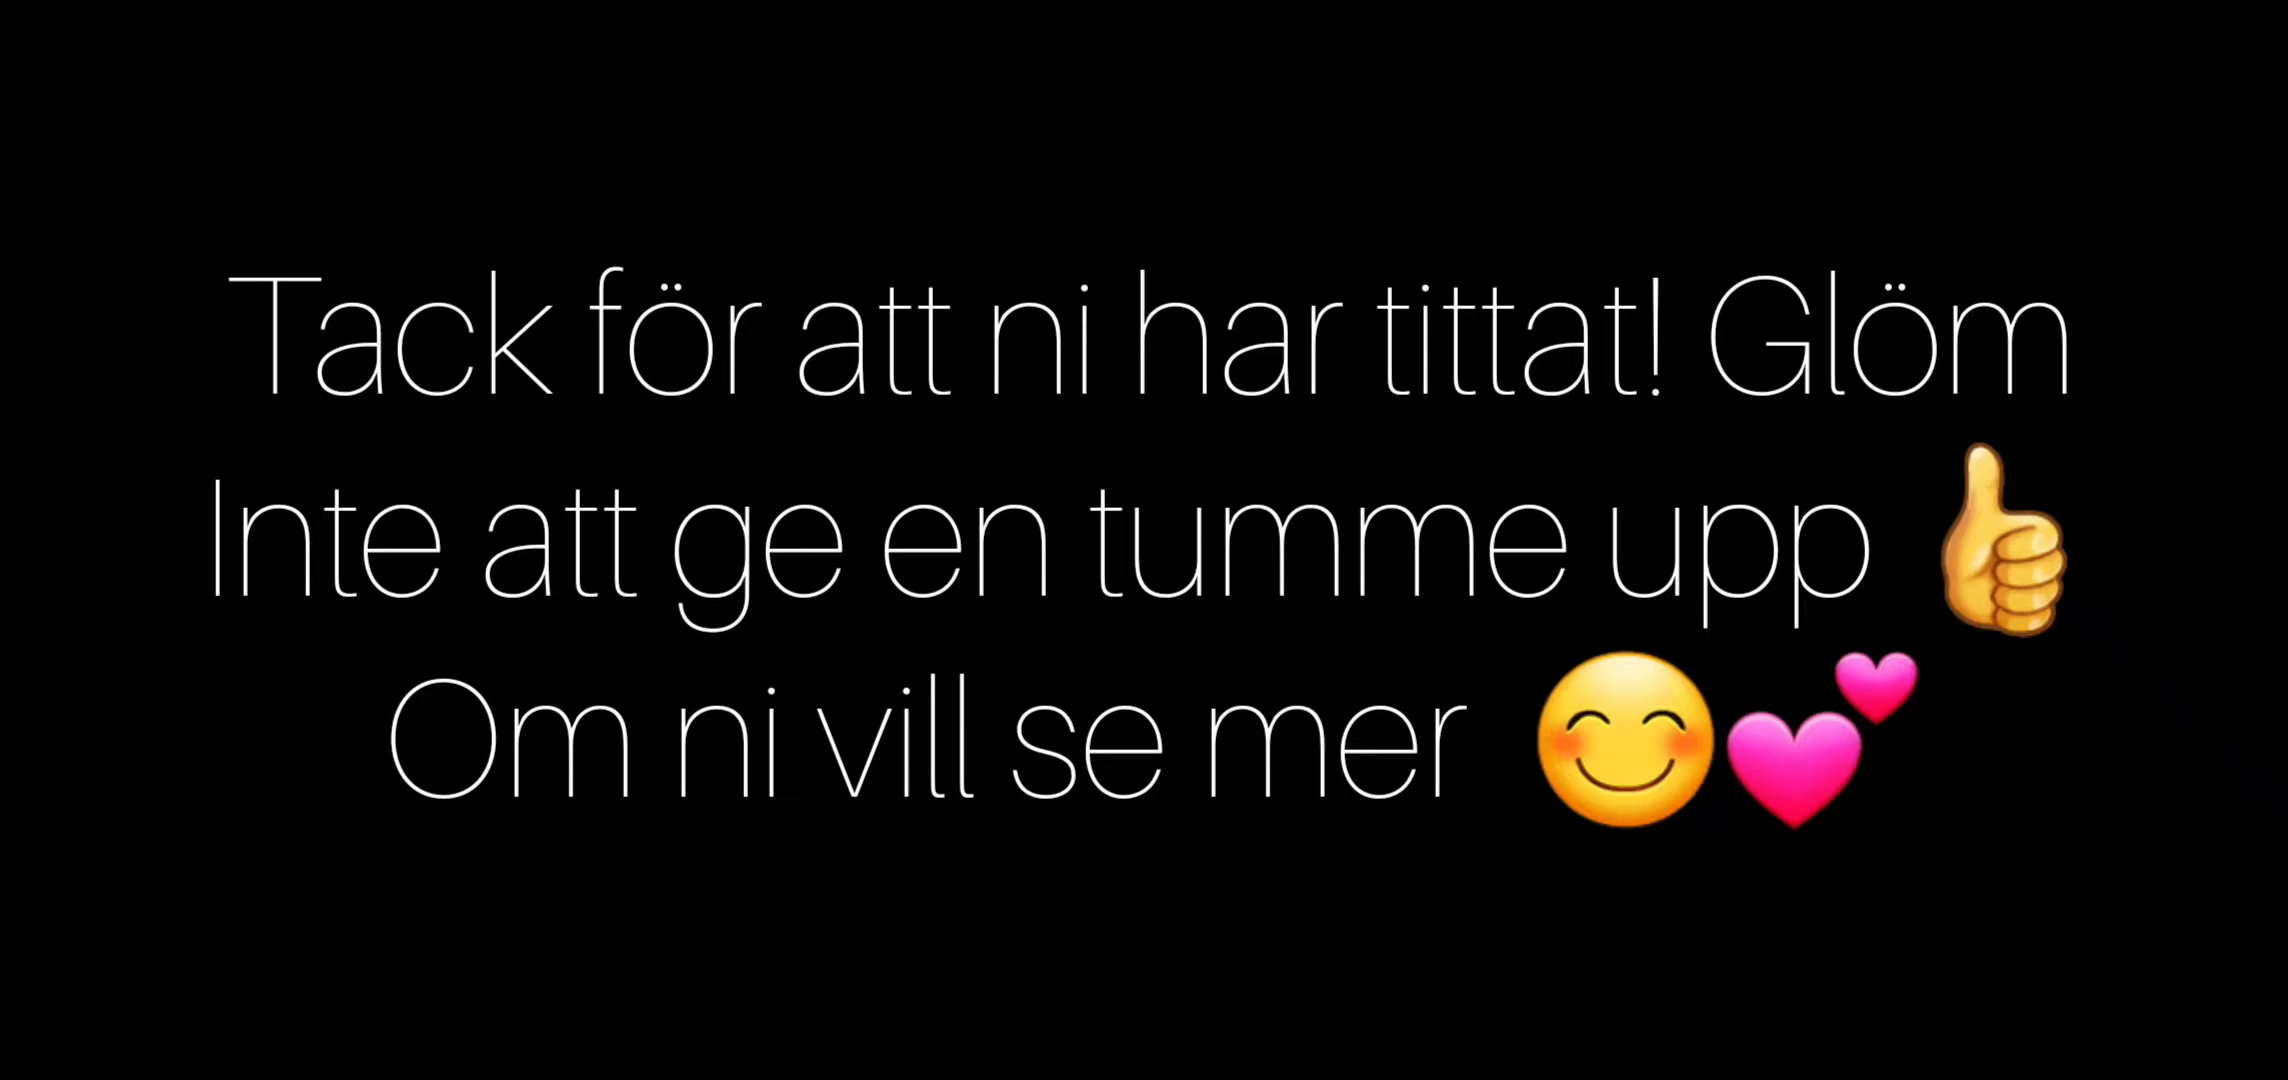 Tack för att ni har tittat! Glöm
Inte att ge en tumme upp 👍
Om ni vill se mer 😊💕